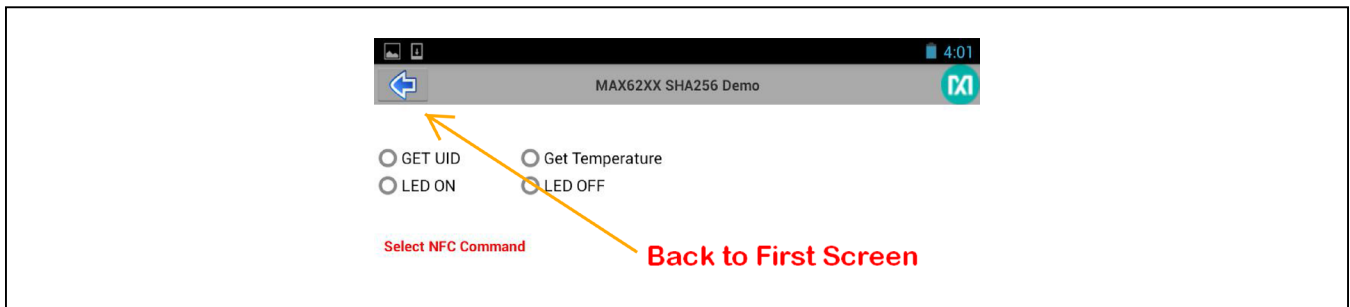 4:01
MAX62XX SHA256 Demo
GET UID Get Temperature
LED ON LED OFF
Select NFC Command
Back to First Screen